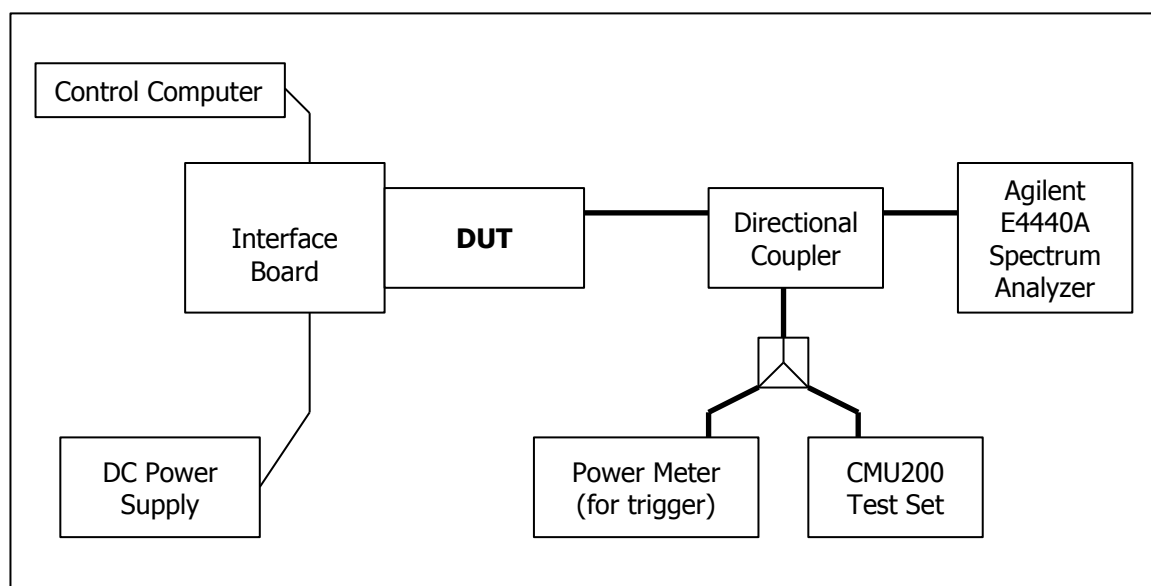 Control Computer
Interface
Board
DUT
Directional
Coupler
Agilent
E4440A
Spectrum
Analyzer
DC Power
Supply
Power Meter
(for trigger)
CMU200
Test Set